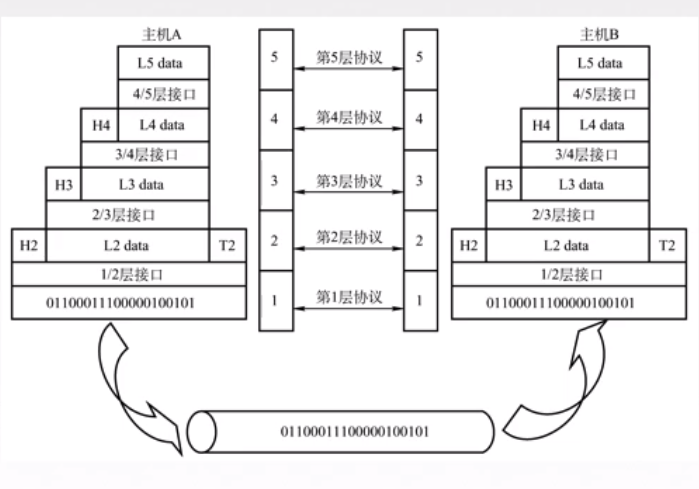 主机A 主机B
L5 data 5 第5层协议 5 L5 data
4/5层接口 4/5层接口
H4 L4 data 4 第4层协议 4 H4 L4 data
3/4层接口 3/4层接口
H3 L3 data 3 第3层协议 3 H3 L3 data
2/3层接口 2/3层接口
H2 L2 data T2 2 第2层协议 2 H2 L2 data T2
1/2层接口 1/2层接口
01100011100000100101 1 第1层协议 1 01100011100000100101
01100011100000100101